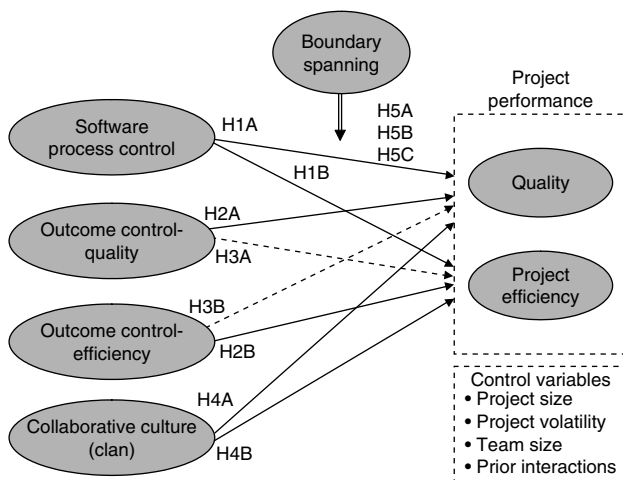 Boundary
spanning
Project
performance
Software
process control
H1A
H5A
H5B
H5C
H1B
Quality
H2A
Outcome control-
quality
H3A
Project
efficiency
H3B
Outcome control-
efficiency
H2B
H4A
Collaborative culture
(clan)
H4B
Control variables
• Project size
• Project volatility
• Team size
• Prior interactions